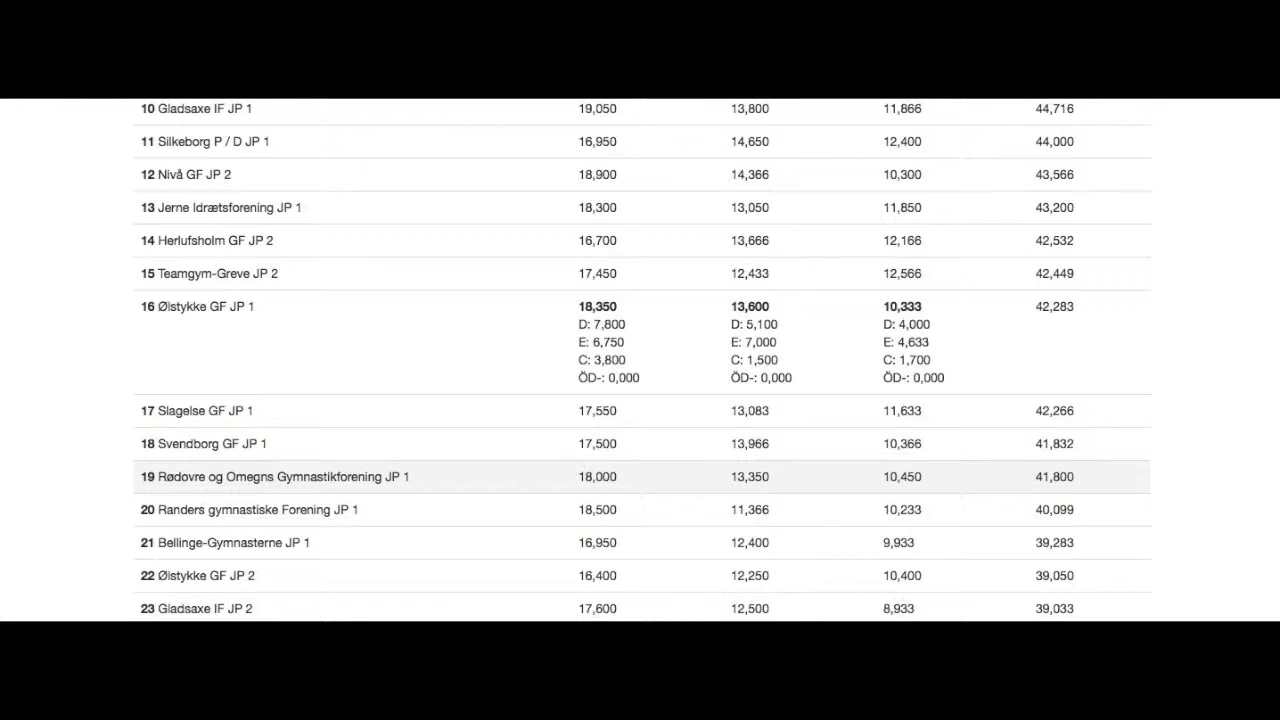 10 Gladsaxe IF JP 1 19,050 13,800 11,866 44,716
11 Silkeborg P / D JP 1 16,950 14,650 12,400 44,000
12 Nivå GF JP 2 18,900 14,366 10,300 43,566
13 Jerne Idrætsforening JP 1 18,300 13,050 11,850 43,200
14 Herlufsholm GF JP 2 16,700 13,666 12,166 42,532
15 Teamgym-Greve JP 2 17,450 12,433 12,566 42,449
16 Ølstykke GF JP 1 18,350 13,600 10,333 42,283
D: 7,800 D: 5,100 D: 4,000
E: 6,750 E: 7,000 E: 4,633
C: 3,800 C: 1,500 C: 1,700
ÖD-: 0,000 ÖD-: 0,000 ÖD-: 0,000
17 Slagelse GF JP 1 17,550 13,083 11,633 42,266
18 Svendborg GF JP 1 17,500 13,966 10,366 41,832
19 Rødovre og Omegns Gymnastikforening JP 1 18,000 13,350 10,450 41,800
20 Randers gymnastiske Forening JP 1 18,500 11,366 10,233 40,099
21 Bellinge-Gymnasterne JP 1 16,950 12,400 9,933 39,283
22 Ølstykke GF JP 2 16,400 12,250 10,400 39,050
23 Gladsaxe IF JP 2 17,600 12,500 8,933 39,033